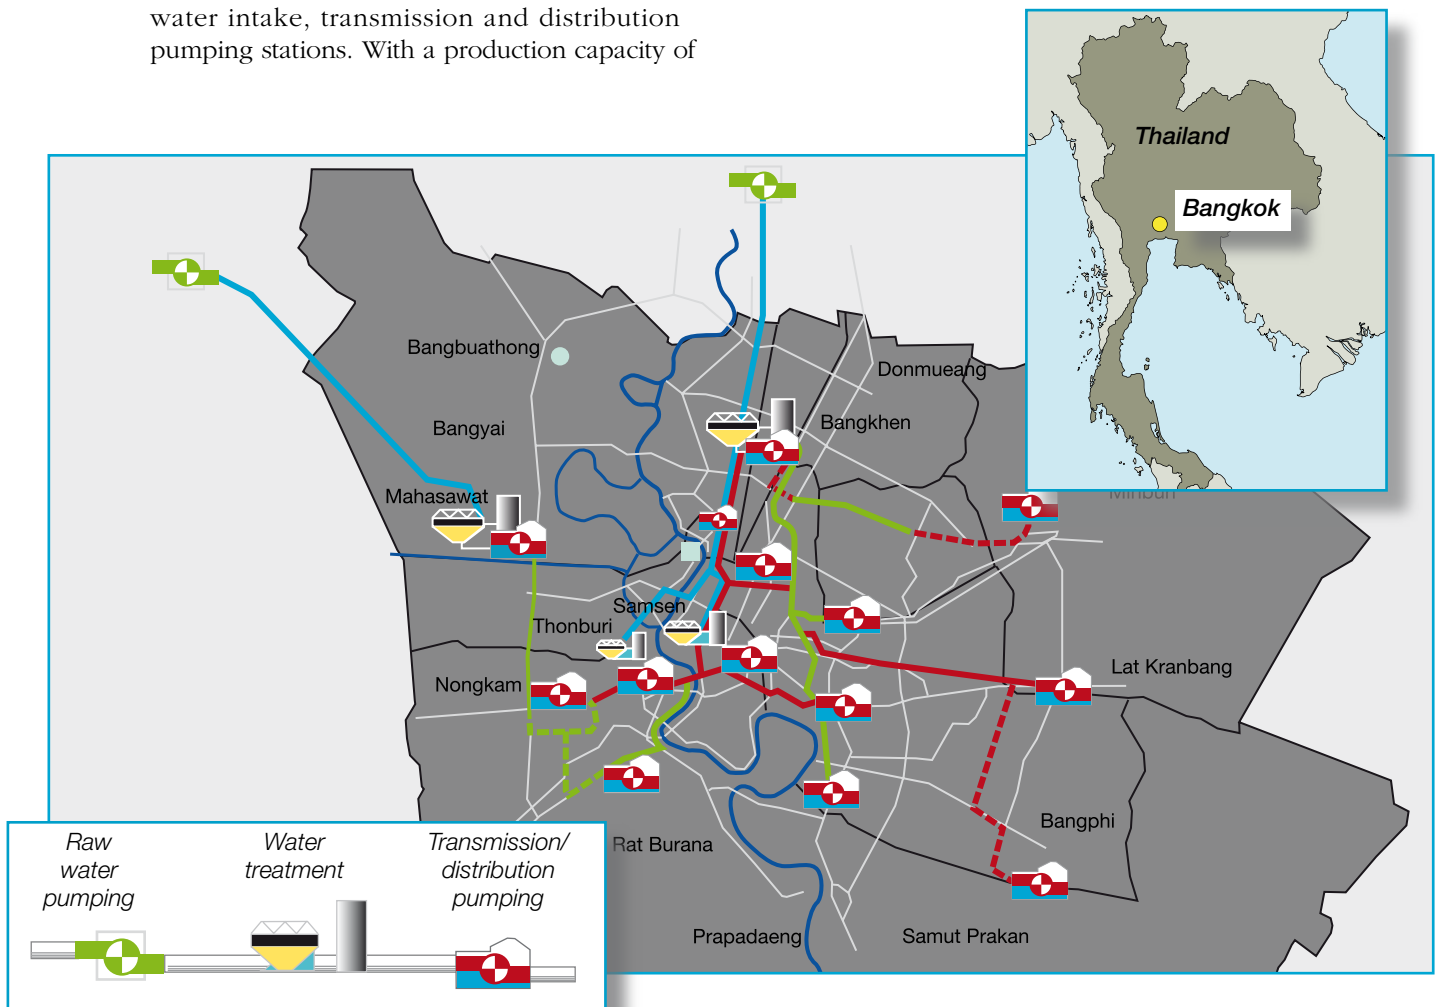 water intake, transmission and distribution
pumping stations. With a production capacity of
Thailand
Bangkok
Bangbuathong
Donmueang
Bangyai
Bangkhen
Mahasawat
Minburi
Samsen
Thonburi
Lat Kranbang
Nongkam
Bangphi
Rat Burana
Prapadaeng
Samut Prakan
Raw
water
pumping
Water
treatment
Transmission/
distribution
pumping